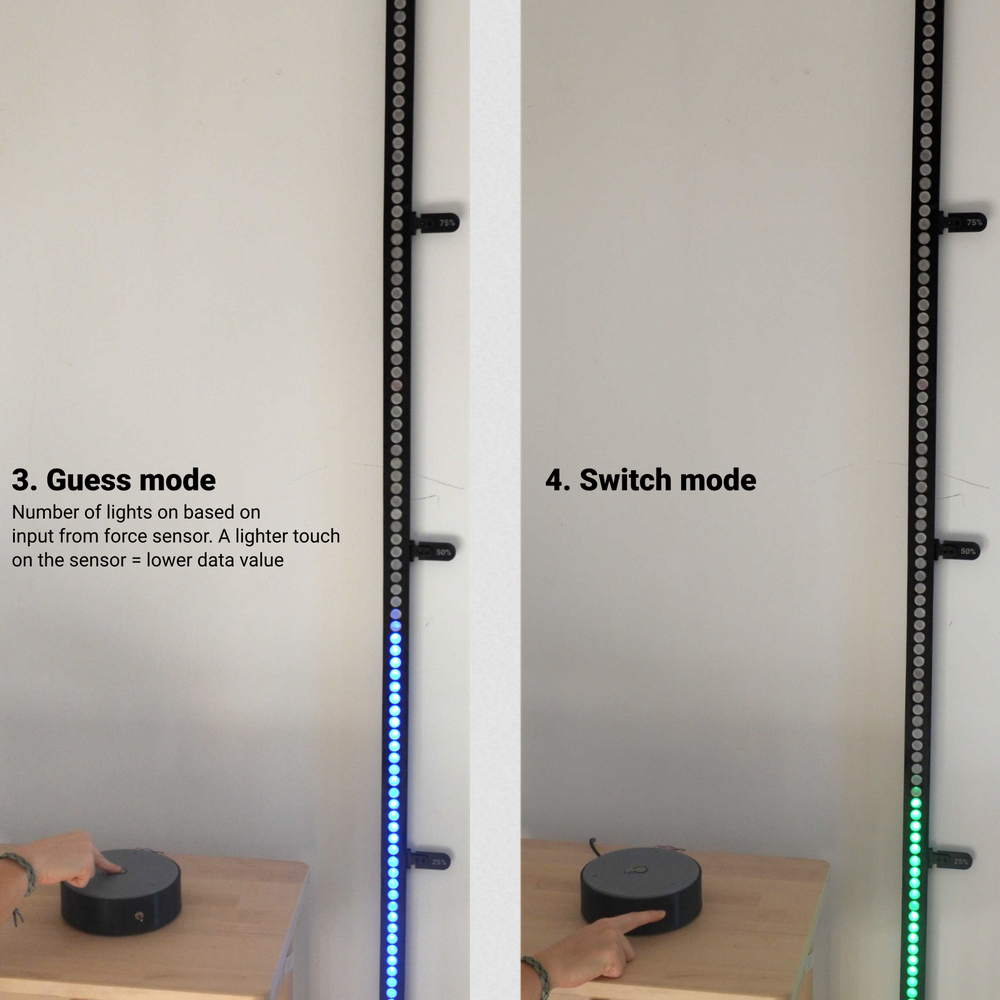 75%
75%
3. Guess mode
Number of lights on based on
input from force sensor. A lighter touch
on the sensor = lower data value
4. Switch mode
50%
50%
25%
25%